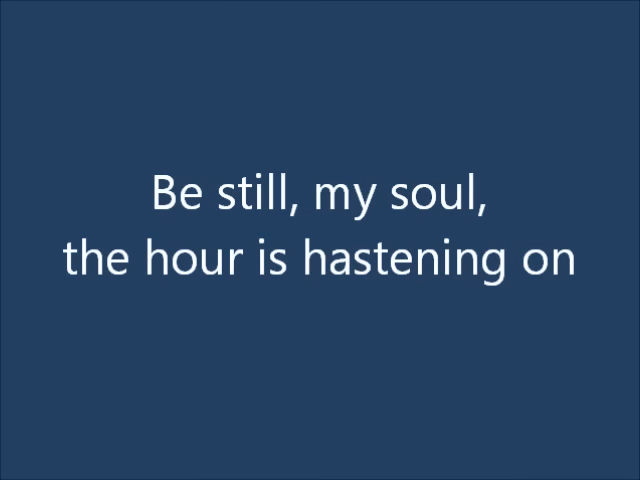 Be still, my soul,
the hour is hastening on